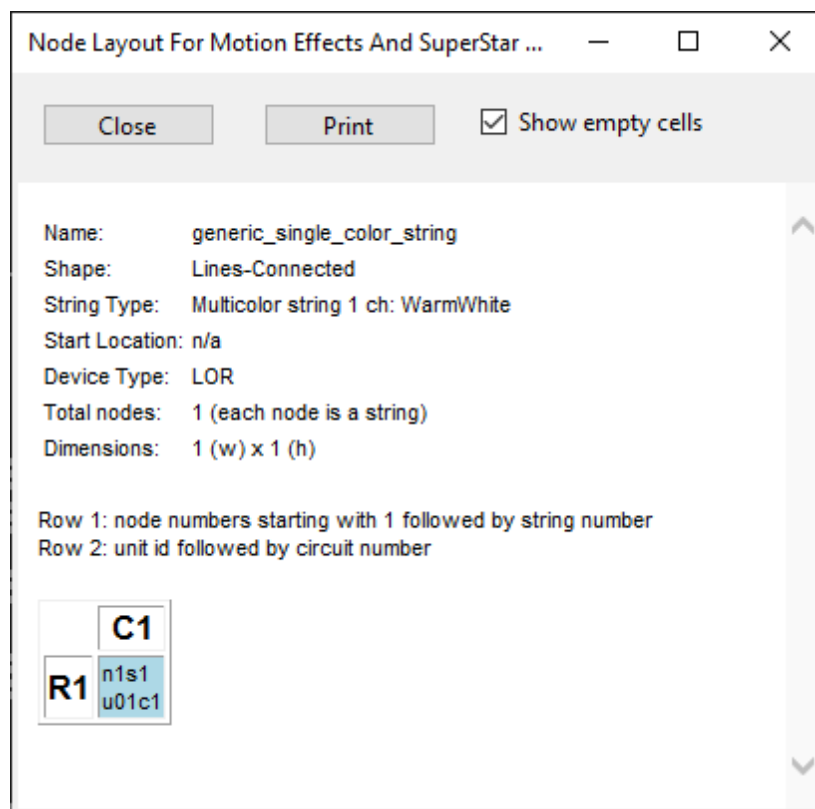 Node Layout For Motion Effects And SuperStar ...
Close Print Show empty cells
Name: generic_single_color_string
Shape: Lines-Connected
String Type: Multicolor string 1 ch: WarmWhite
Start Location: n/a
Device Type: LOR
Total nodes: 1 (each node is a string)
Dimensions: 1 (w) x 1 (h)
Row 1: node numbers starting with 1 followed by string number
Row 2: unit id followed by circuit number
C1
R1 n1s1
u01c1